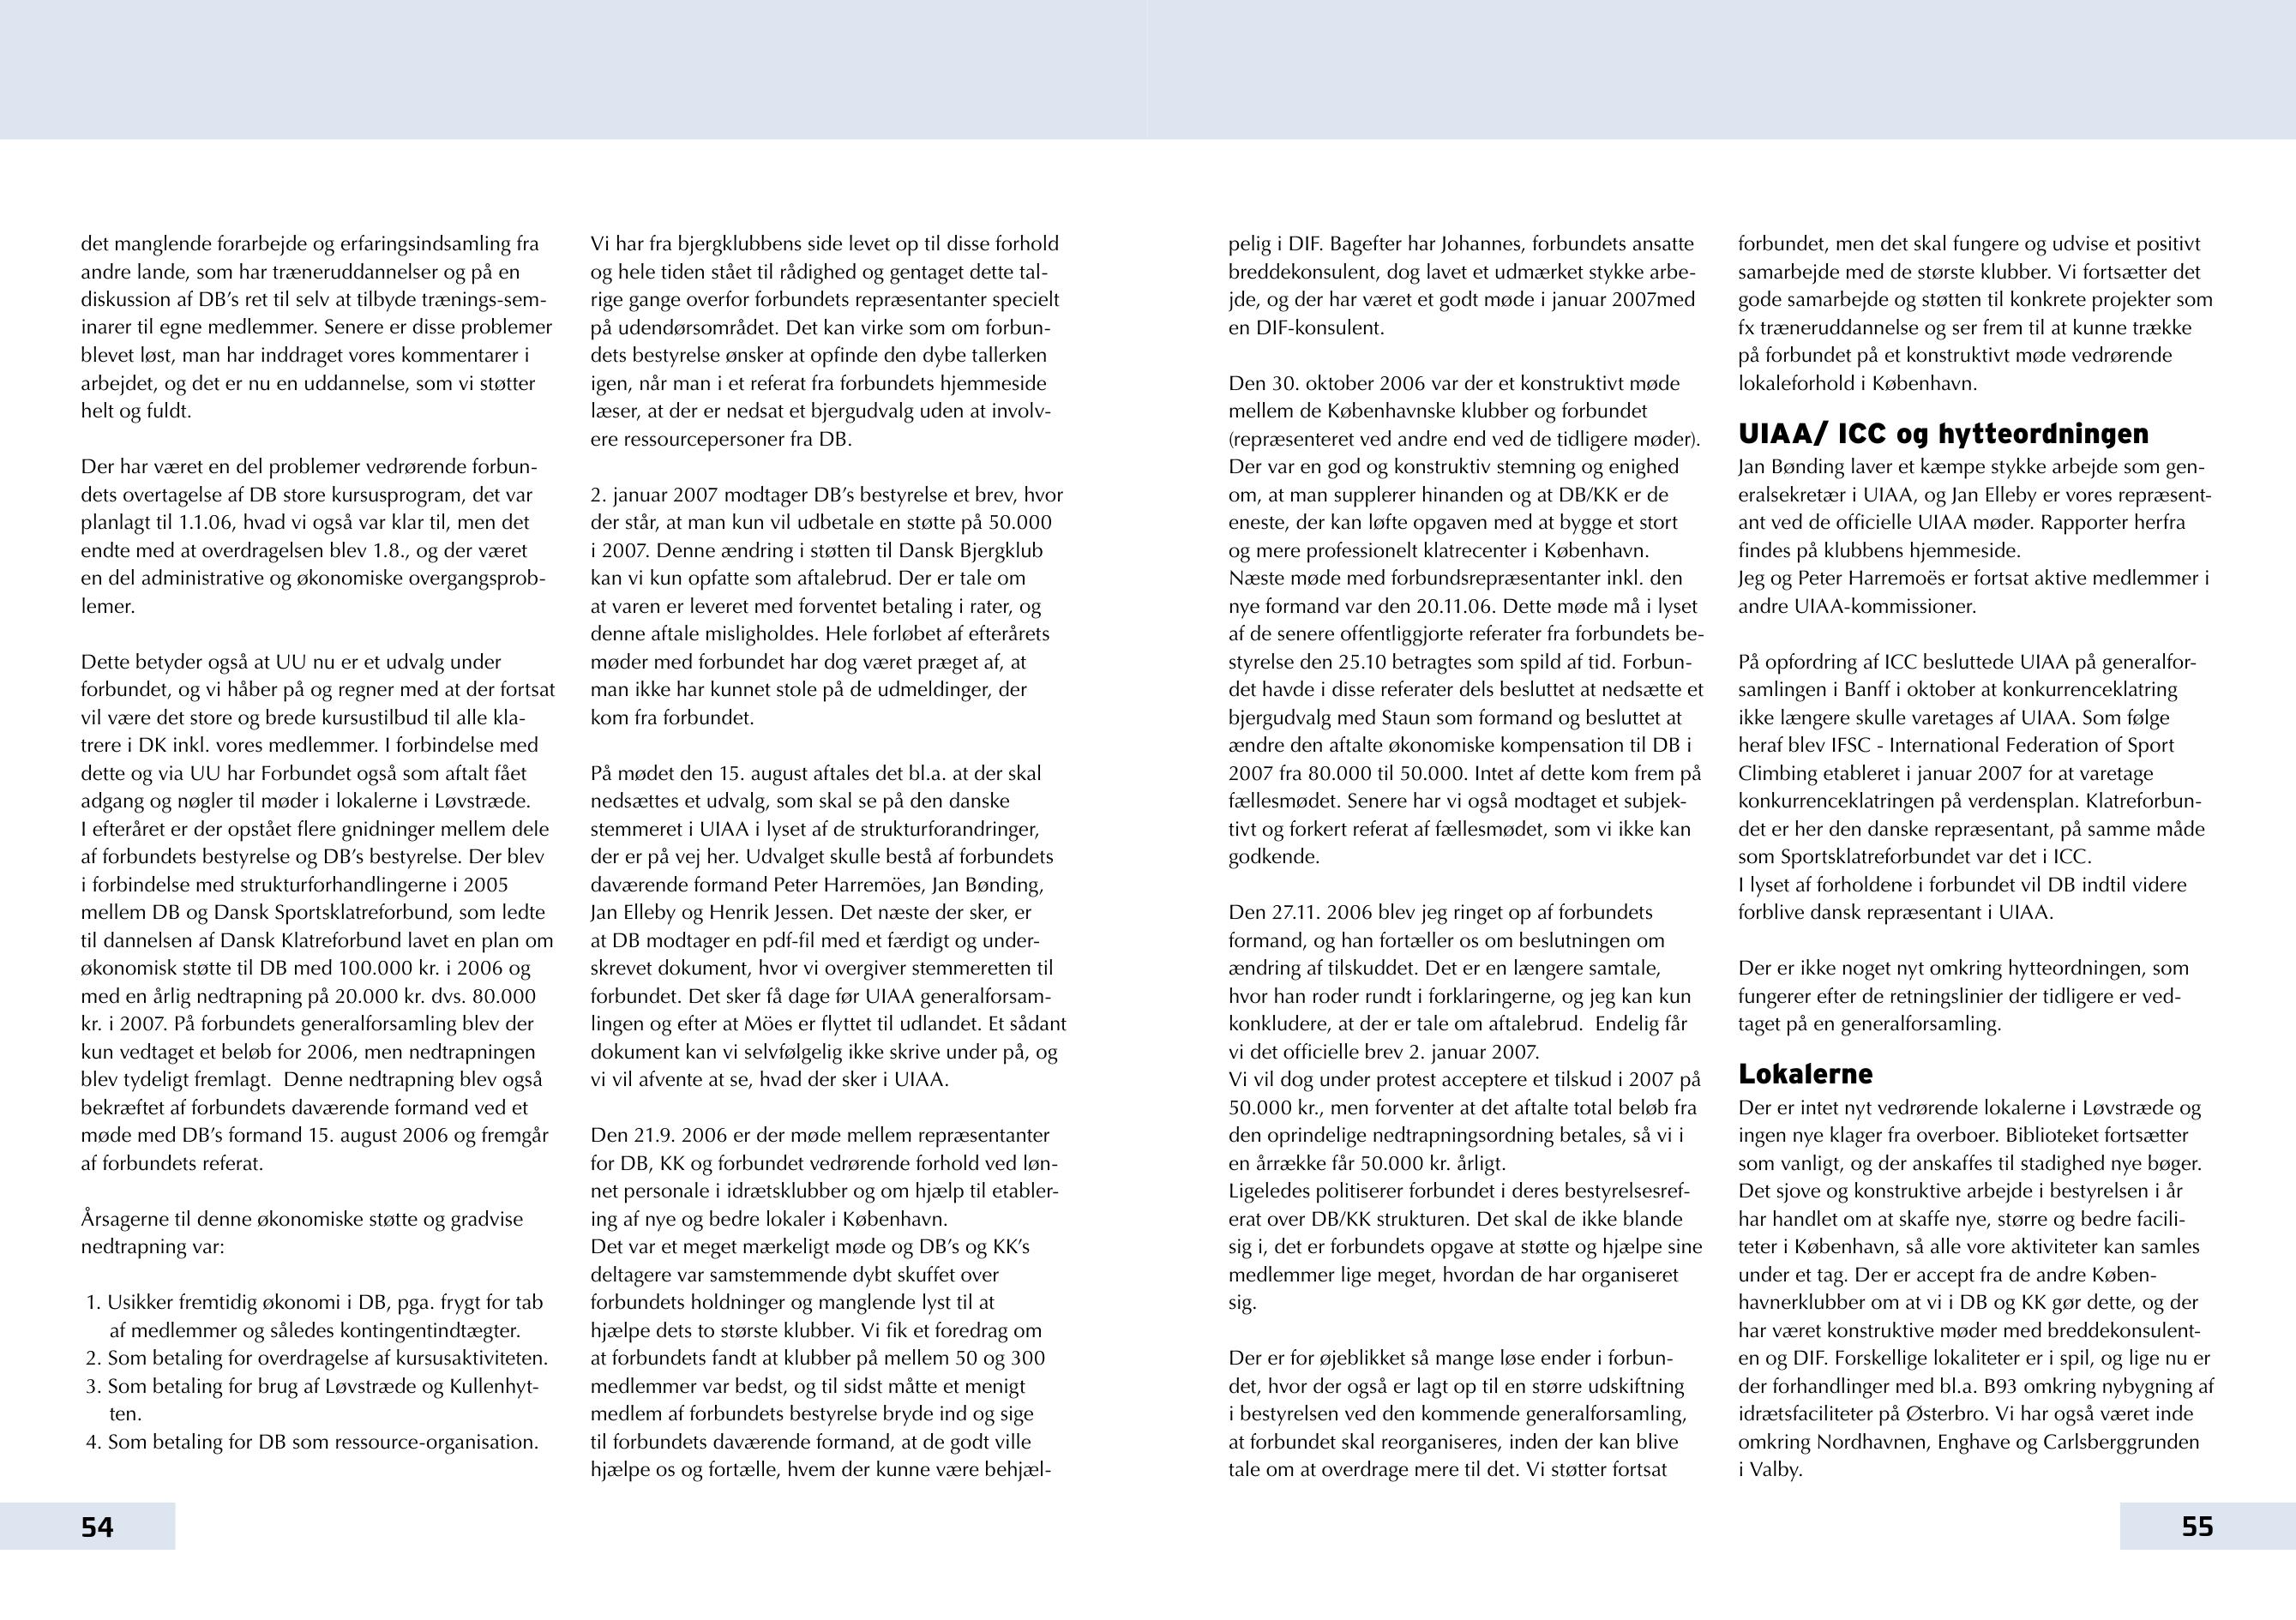 det manglende forarbejde og erfaringsindsamling fra
andre lande, som har træneruddannelser og på en
diskussion af DB’s ret til selv at tilbyde trænings-sem-
inarer til egne medlemmer. Senere er disse problemer
blevet løst, man har inddraget vores kommentarer i
arbejdet, og det er nu en uddannelse, som vi støtter
helt og fuldt.
Der har været en del problemer vedrørende forbun-
dets overtagelse af DB store kursusprogram, det var
planlagt til 1.1.06, hvad vi også var klar til, men det
endte med at overdragelsen blev 1.8., og der været
en del administrative og økonomiske overgangsprob-
lemer.
Dette betyder også at UU nu er et udvalg under
forbundet, og vi håber på og regner med at der fortsat
vil være det store og brede kursustilbud til alle kla-
trere i DK inkl. vores medlemmer. I forbindelse med
dette og via UU har Forbundet også som aftalt fået
adgang og nøgler til møder i lokalerne i Løvstræde.
I efteråret er der opstået flere gnidninger mellem dele
af forbundets bestyrelse og DB’s bestyrelse. Der blev
i forbindelse med strukturforhandlingerne i 2005
mellem DB og Dansk Sportsklatreforbund, som ledte
til dannelsen af Dansk Klatreforbund lavet en plan om
økonomisk støtte til DB med 100.000 kr. i 2006 og
med en årlig nedtrapning på 20.000 kr. dvs. 80.000
kr. i 2007. På forbundets generalforsamling blev der
kun vedtaget et beløb for 2006, men nedtrapningen
blev tydeligt fremlagt.  Denne nedtrapning blev også
bekræftet af forbundets daværende formand ved et
møde med DB’s formand 15. august 2006 og fremgår
af forbundets referat.
Årsagerne til denne økonomiske støtte og gradvise
nedtrapning var:
1. Usikker fremtidig økonomi i DB, pga. frygt for tab
af medlemmer og således kontingentindtægter.
2. Som betaling for overdragelse af kursusaktiviteten.
3. Som betaling for brug af Løvstræde og Kullenhyt-
ten.
4. Som betaling for DB som ressource-organisation.
Vi har fra bjergklubbens side levet op til disse forhold
og hele tiden stået til rådighed og gentaget dette tal-
rige gange overfor forbundets repræsentanter specielt
på udendørsområdet. Det kan virke som om forbun-
dets bestyrelse ønsker at opfinde den dybe tallerken
igen, når man i et referat fra forbundets hjemmeside
læser, at der er nedsat et bjergudvalg uden at involv-
ere ressourcepersoner fra DB.
2. januar 2007 modtager DB’s bestyrelse et brev, hvor
der står, at man kun vil udbetale en støtte på 50.000
i 2007. Denne ændring i støtten til Dansk Bjergklub
kan vi kun opfatte som aftalebrud. Der er tale om
at varen er leveret med forventet betaling i rater, og
denne aftale misligholdes. Hele forløbet af efterårets
møder med forbundet har dog været præget af, at
man ikke har kunnet stole på de udmeldinger, der
kom fra forbundet.
På mødet den 15. august aftales det bl.a. at der skal
nedsættes et udvalg, som skal se på den danske
stemmeret i UIAA i lyset af de strukturforandringer,
der er på vej her. Udvalget skulle bestå af forbundets
daværende formand Peter Harremöes, Jan Bønding,
Jan Elleby og Henrik Jessen. Det næste der sker, er
at DB modtager en pdf-fil med et færdigt og under-
skrevet dokument, hvor vi overgiver stemmeretten til
forbundet. Det sker få dage før UIAA generalforsam-
lingen og efter at Möes er flyttet til udlandet. Et sådant
dokument kan vi selvfølgelig ikke skrive under på, og
vi vil afvente at se, hvad der sker i UIAA.
Den 21.9. 2006 er der møde mellem repræsentanter
for DB, KK og forbundet vedrørende forhold ved løn-
net personale i idrætsklubber og om hjælp til etabler-
ing af nye og bedre lokaler i København.
Det var et meget mærkeligt møde og DB’s og KK’s
deltagere var samstemmende dybt skuffet over
forbundets holdninger og manglende lyst til at
hjælpe dets to største klubber. Vi fik et foredrag om
at forbundets fandt at klubber på mellem 50 og 300
medlemmer var bedst, og til sidst måtte et menigt
medlem af forbundets bestyrelse bryde ind og sige
til forbundets daværende formand, at de godt ville
hjælpe os og fortælle, hvem der kunne være behjæl-
54
pelig i DIF. Bagefter har Johannes, forbundets ansatte
breddekonsulent, dog lavet et udmærket stykke arbe-
jde, og der har været et godt møde i januar 2007med
en DIF-konsulent.
Den 30. oktober 2006 var der et konstruktivt møde
mellem de Københavnske klubber og forbundet
(repræsenteret ved andre end ved de tidligere møder).
Der var en god og konstruktiv stemning og enighed
om, at man supplerer hinanden og at DB/KK er de
eneste, der kan løfte opgaven med at bygge et stort
og mere professionelt klatrecenter i København.
Næste møde med forbundsrepræsentanter inkl. den
nye formand var den 20.11.06. Dette møde må i lyset
af de senere offentliggjorte referater fra forbundets be-
styrelse den 25.10 betragtes som spild af tid. Forbun-
det havde i disse referater dels besluttet at nedsætte et
bjergudvalg med Staun som formand og besluttet at
ændre den aftalte økonomiske kompensation til DB i
2007 fra 80.000 til 50.000. Intet af dette kom frem på
fællesmødet. Senere har vi også modtaget et subjek-
tivt og forkert referat af fællesmødet, som vi ikke kan
godkende.
Den 27.11. 2006 blev jeg ringet op af forbundets
formand, og han fortæller os om beslutningen om
ændring af tilskuddet. Det er en længere samtale,
hvor han roder rundt i forklaringerne, og jeg kan kun
konkludere, at der er tale om aftalebrud.  Endelig får
vi det officielle brev 2. januar 2007.
Vi vil dog under protest acceptere et tilskud i 2007 på
50.000 kr., men forventer at det aftalte total beløb fra
den oprindelige nedtrapningsordning betales, så vi i
en årrække får 50.000 kr. årligt.
Ligeledes politiserer forbundet i deres bestyrelsesref-
erat over DB/KK strukturen. Det skal de ikke blande
sig i, det er forbundets opgave at støtte og hjælpe sine
medlemmer lige meget, hvordan de har organiseret
sig.
Der er for øjeblikket så mange løse ender i forbun-
det, hvor der også er lagt op til en større udskiftning
i bestyrelsen ved den kommende generalforsamling,
at forbundet skal reorganiseres, inden der kan blive
tale om at overdrage mere til det. Vi støtter fortsat
forbundet, men det skal fungere og udvise et positivt
samarbejde med de største klubber. Vi fortsætter det
gode samarbejde og støtten til konkrete projekter som
fx træneruddannelse og ser frem til at kunne trække
på forbundet på et konstruktivt møde vedrørende
lokaleforhold i København.
UIAA/ ICC og hytteordningen
Jan Bønding laver et kæmpe stykke arbejde som gen-
eralsekretær i UIAA, og Jan Elleby er vores repræsent-
ant ved de officielle UIAA møder. Rapporter herfra
findes på klubbens hjemmeside.
Jeg og Peter Harremoës er fortsat aktive medlemmer i
andre UIAA-kommissioner.
På opfordring af ICC besluttede UIAA på generalfor-
samlingen i Banff i oktober at konkurrenceklatring
ikke længere skulle varetages af UIAA. Som følge
heraf blev IFSC - International Federation of Sport
Climbing etableret i januar 2007 for at varetage
konkurrenceklatringen på verdensplan. Klatreforbun-
det er her den danske repræsentant, på samme måde
som Sportsklatreforbundet var det i ICC.
I lyset af forholdene i forbundet vil DB indtil videre
forblive dansk repræsentant i UIAA.
Der er ikke noget nyt omkring hytteordningen, som
fungerer efter de retningslinier der tidligere er ved-
taget på en generalforsamling.
Lokalerne
Der er intet nyt vedrørende lokalerne i Løvstræde og
ingen nye klager fra overboer. Biblioteket fortsætter
som vanligt, og der anskaffes til stadighed nye bøger.
Det sjove og konstruktive arbejde i bestyrelsen i år
har handlet om at skaffe nye, større og bedre facili-
teter i København, så alle vore aktiviteter kan samles
under et tag. Der er accept fra de andre Køben-
havnerklubber om at vi i DB og KK gør dette, og der
har været konstruktive møder med breddekonsulent-
en og DIF. Forskellige lokaliteter er i spil, og lige nu er
der forhandlinger med bl.a. B93 omkring nybygning af
idrætsfaciliteter på Østerbro. Vi har også været inde
omkring Nordhavnen, Enghave og Carlsberggrunden
i Valby.
55